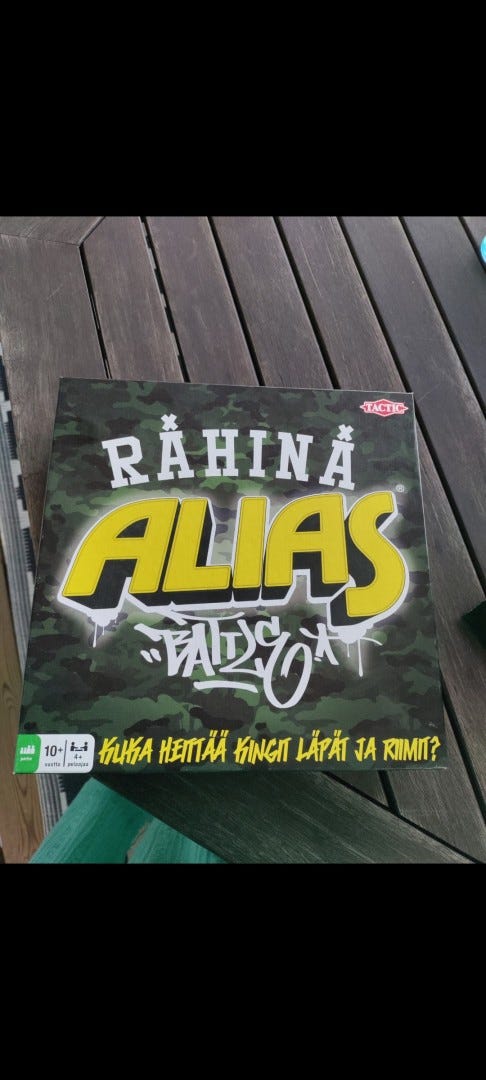 TACTIC
RÄHINÄ
ALIAS®
"BATTLE"
10+
vuotta
4+
pelaajaa
KUKA HEITTÄÄ KINGIT LÄPÄT JA RIIMIT?